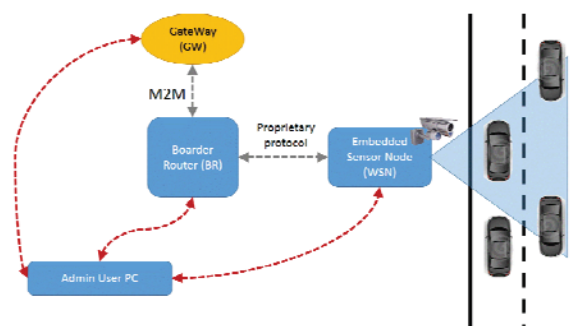 GateWay
(GW)
M2M
Proprietary
protocol
Boarder
Router (BR)
Embedded
Sensor Node
(WSN)
Admin User PC